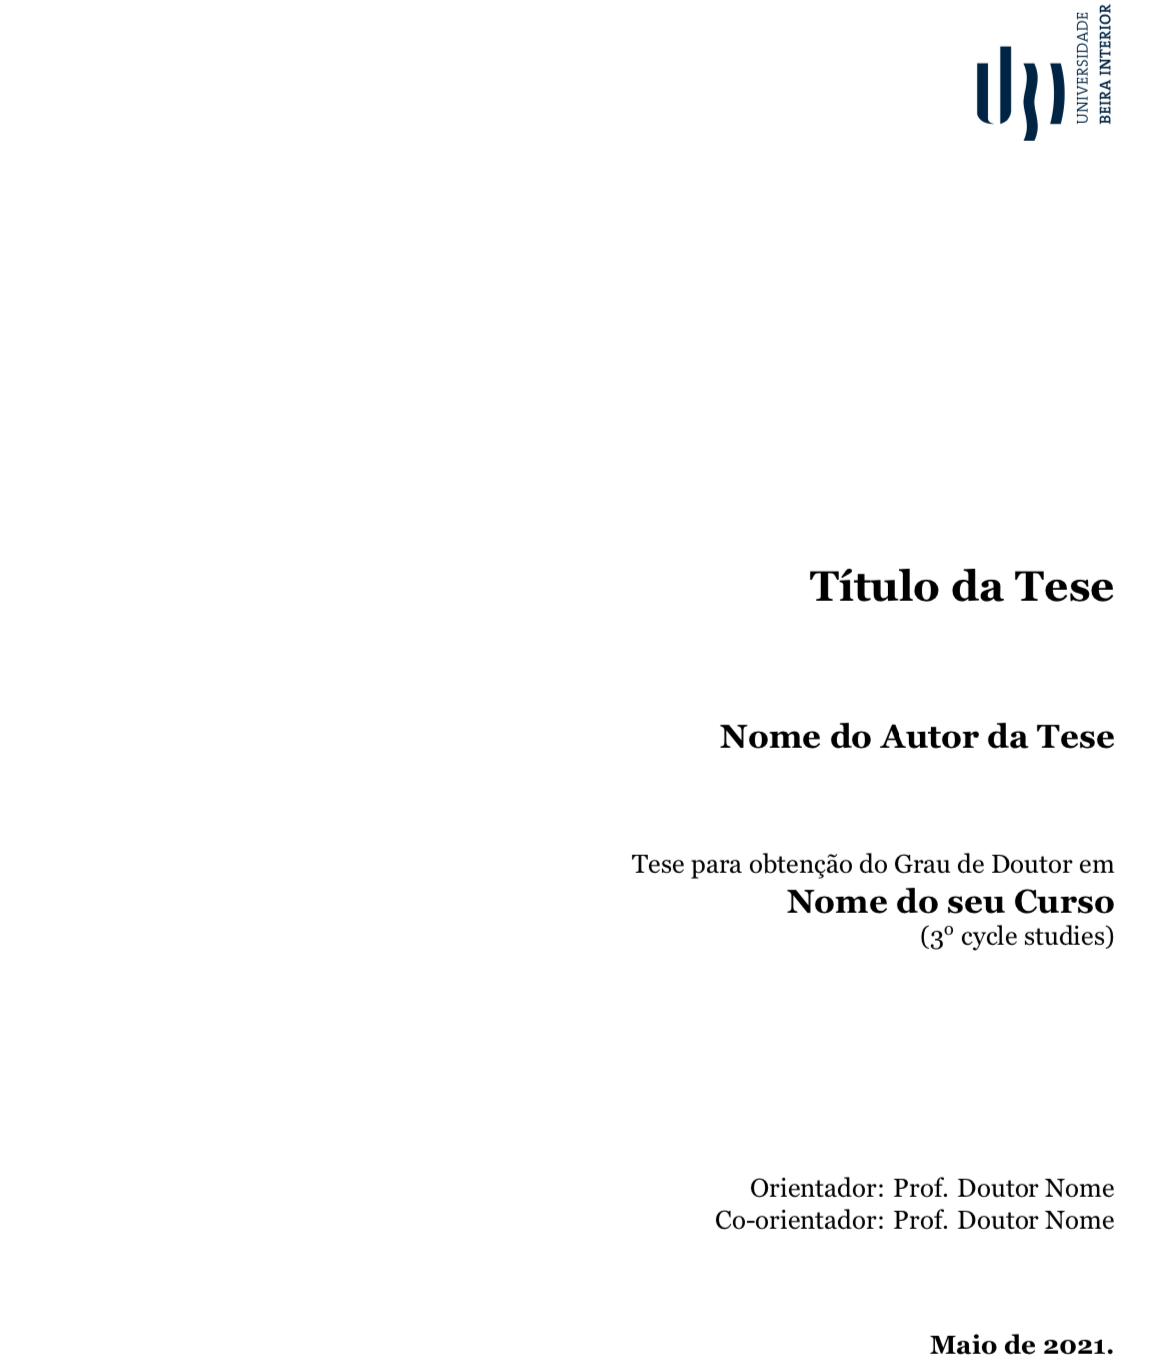 ubi
UNIVERSIDADE
BEIRA INTERIOR
Título da Tese
Nome do Autor da Tese
Tese para obtenção do Grau de Doutor em
Nome do seu Curso
(3º cycle studies)
Orientador: Prof. Doutor Nome
Co-orientador: Prof. Doutor Nome
Maio de 2021.